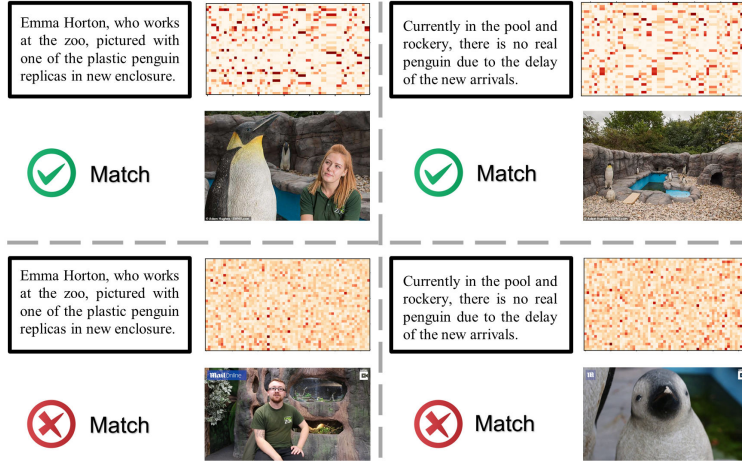 Emma Horton, who works
at the zoo, pictured with
one of the plastic penguin
replicas in new enclosure.
Match
Currently in the pool and
rockery, there is no real
penguin due to the delay
of the new arrivals.
Match
Emma Horton, who works
at the zoo, pictured with
one of the plastic penguin
replicas in new enclosure.
MailOnline
Match
Currently in the pool and
rockery, there is no real
penguin due to the delay
of the new arrivals.
Match